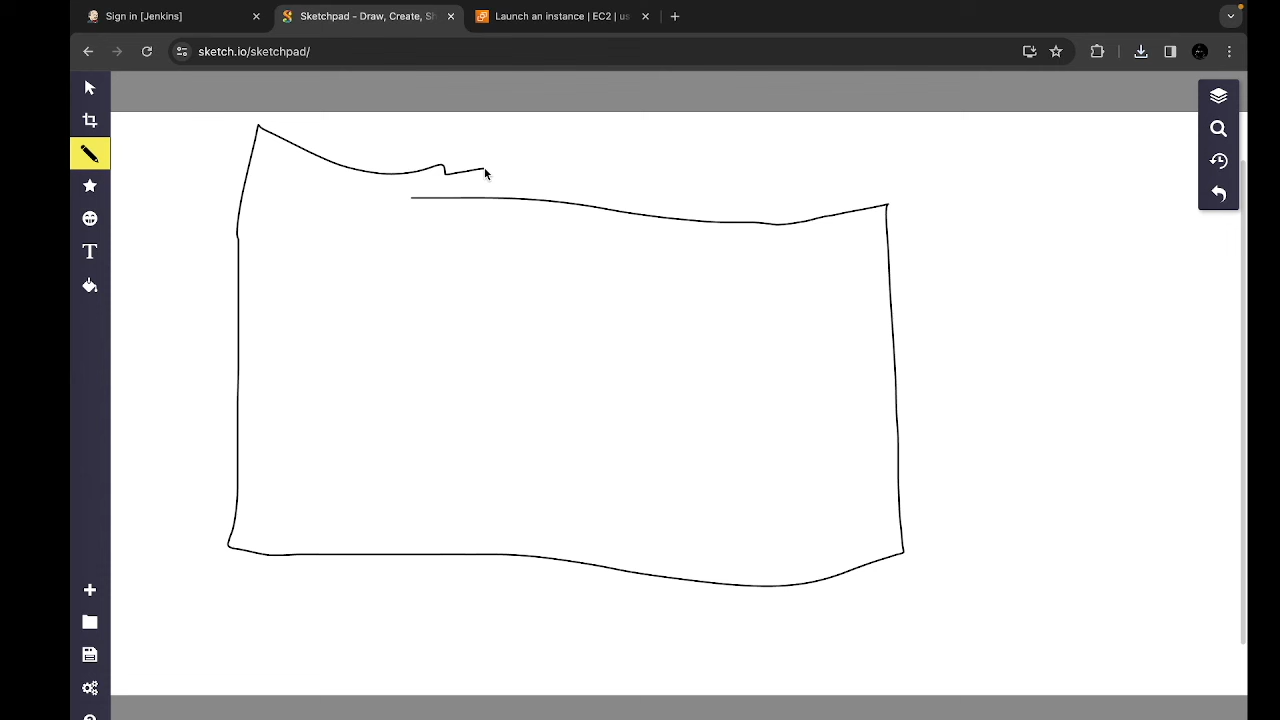 Sign in [Jenkins]
Sketchpad - Draw, Create, Sh
Launch an instance | EC2 | us
sketch.io/sketchpad/
T